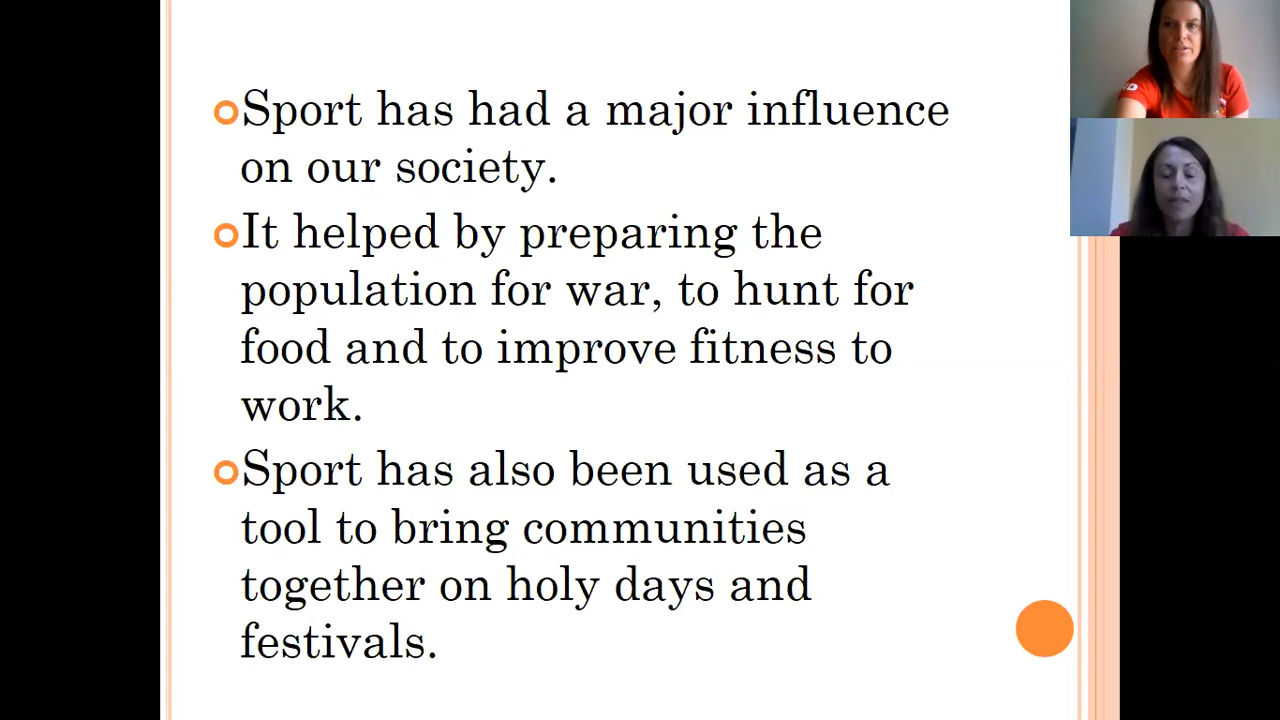 Sport has had a major influence
on our society.
It helped by preparing the
population for war, to hunt for
food and to improve fitness to
work.
Sport has also been used as a
tool to bring communities
together on holy days and
festivals.